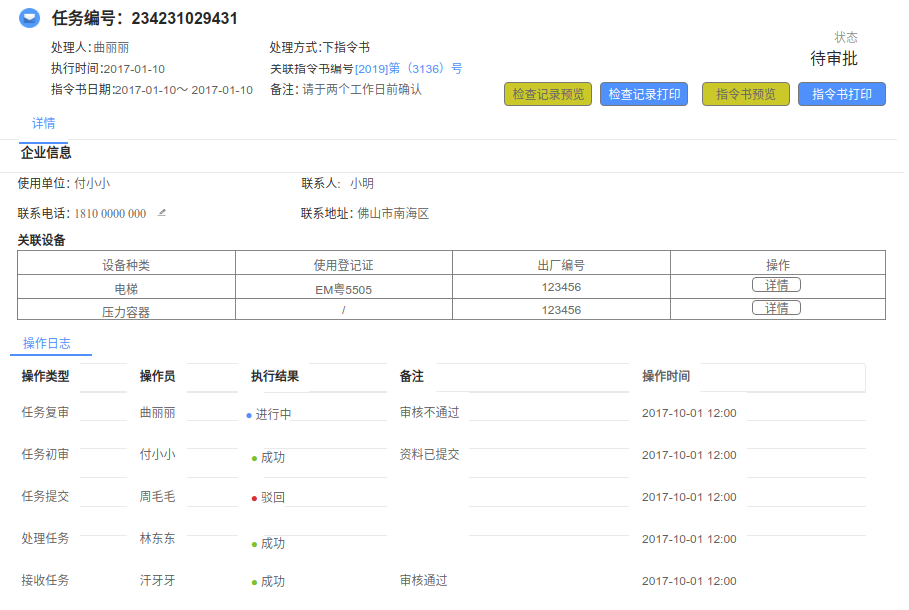 任务编号：234231029431
处理人：曲丽丽 处理方式：下指令书 状态
执行时间：2017-01-10 关联指令书编号[2019]第（3136）号 待审批
指令书日期：2017-01-10～ 2017-01-10 备注：请于两个工作日前确认
检查记录预览 检查记录打印 指令书预览 指令书打印
详情
企业信息
使用单位：付小小 联系人: 小明
联系电话：1810 0000 000 联系地址：佛山市南海区
关联设备
设备种类 使用登记证 出厂编号 操作
电梯 EM粤5505 123456 详情
压力容器 / 123456 详情
操作日志
操作类型 操作员 执行结果 备注 操作时间
任务复审 曲丽丽 进行中 审核不通过 2017-10-01 12:00
任务初审 付小小 成功 资料已提交 2017-10-01 12:00
任务提交 周毛毛 驳回 2017-10-01 12:00
处理任务 林东东 成功 2017-10-01 12:00
接收任务 汗牙牙 成功 审核通过 2017-10-01 12:00